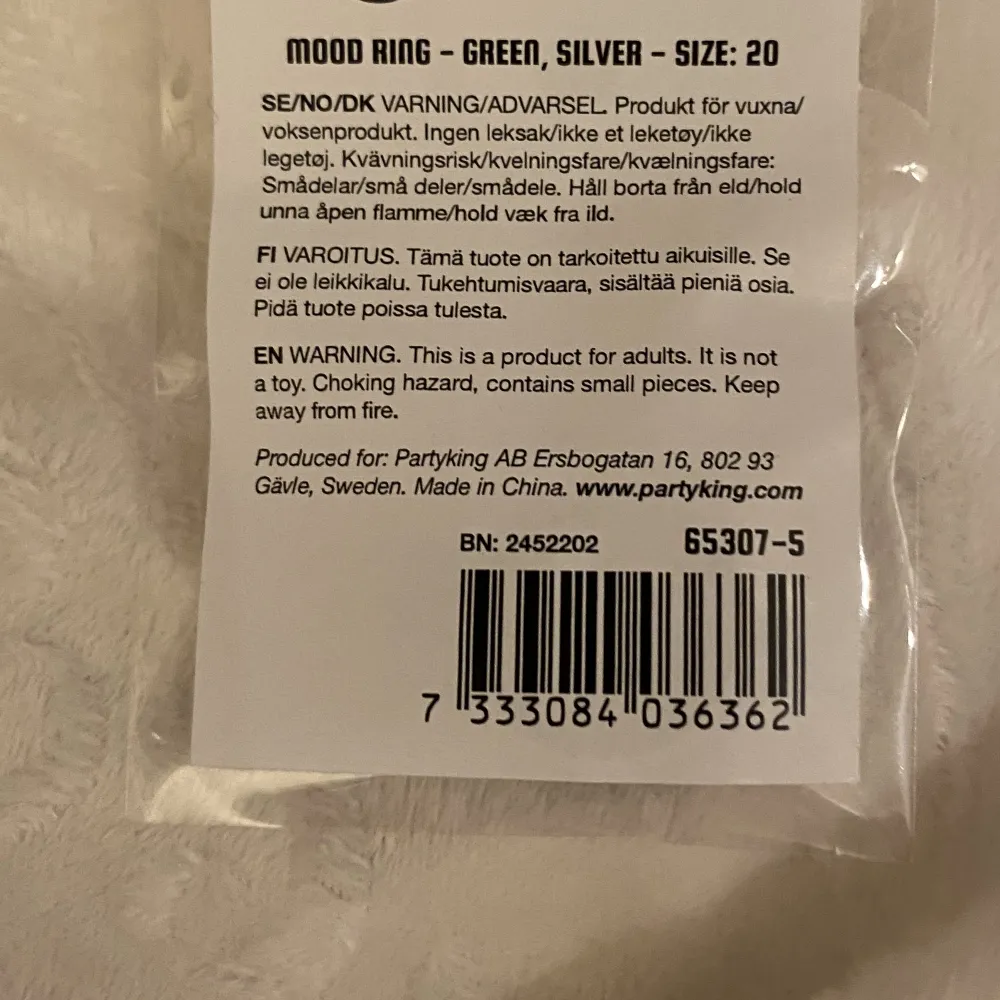 MOOD RING – GREEN, SILVER – SIZE: 20
SE/NO/DK VARNING/ADVARSEL. Produkt för vuxna/
voksenprodukt. Ingen leksak/ikke et leketøy/ikke
legetøj. Kvävningsrisk/kvelningsfare/kvælningsfare:
Smådelar/små deler/smådele. Håll borta från eld/hold
unna åpen flamme/hold væk fra ild.
FI VAROITUS. Tämä tuote on tarkoitettu aikuisille. Se
ei ole leikkikalu. Tukehtumisvaara, sisältää pieniä osia.
Pidä tuote poissa tulesta.
EN WARNING. This is a product for adults. It is not
a toy. Choking hazard, contains small pieces. Keep
away from fire.
Produced for: Partyking AB Ersbogatan 16, 802 93
Gävle, Sweden. Made in China. www.partyking.com
BN: 2452202 65307-5
7 333084 036362